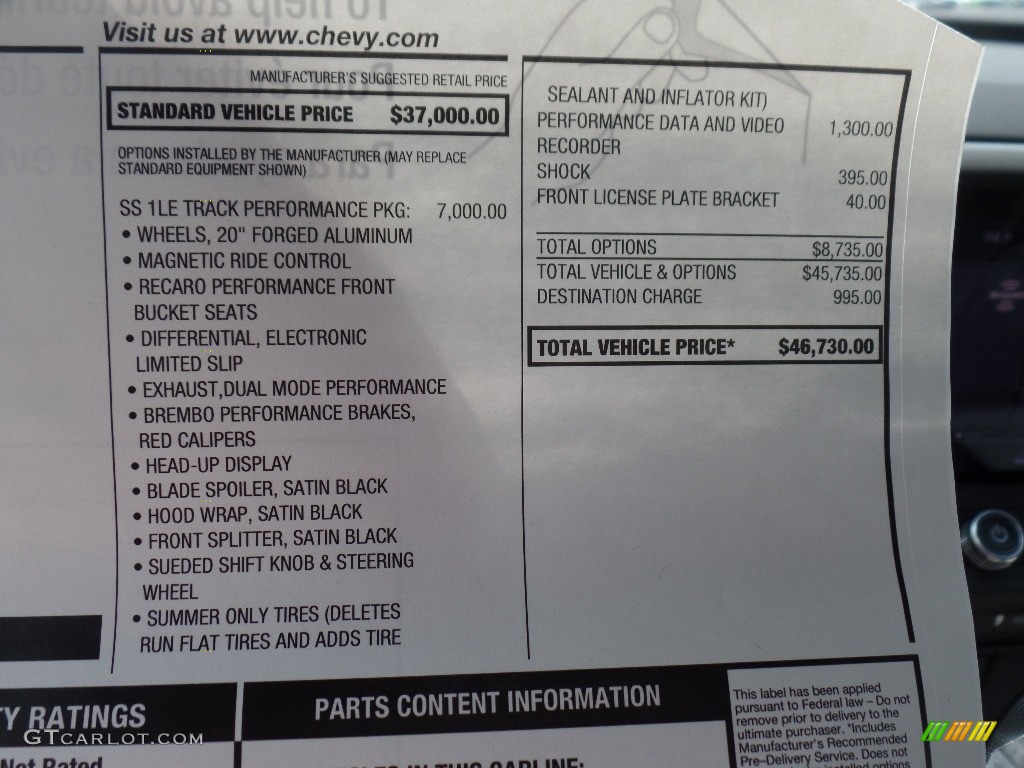 Visit us at www.chevy.com
MANUFACTURER'S SUGGESTED RETAIL PRICE
STANDARD VEHICLE PRICE $37,000.00
OPTIONS INSTALLED BY THE MANUFACTURER (MAY REPLACE
STANDARD EQUIPMENT SHOWN)
SS 1LE TRACK PERFORMANCE PKG: 7,000.00
• WHEELS, 20" FORGED ALUMINUM
• MAGNETIC RIDE CONTROL
• RECARO PERFORMANCE FRONT
BUCKET SEATS
• DIFFERENTIAL, ELECTRONIC
LIMITED SLIP
• EXHAUST,DUAL MODE PERFORMANCE
• BREMBO PERFORMANCE BRAKES,
RED CALIPERS
• HEAD-UP DISPLAY
• BLADE SPOILER, SATIN BLACK
• HOOD WRAP, SATIN BLACK
• FRONT SPLITTER, SATIN BLACK
• SUEDED SHIFT KNOB & STEERING
WHEEL
• SUMMER ONLY TIRES (DELETES
RUN FLAT TIRES AND ADDS TIRE
SEALANT AND INFLATOR KIT)
PERFORMANCE DATA AND VIDEO 1,300.00
RECORDER
SHOCK 395.00
FRONT LICENSE PLATE BRACKET 40.00
TOTAL OPTIONS $8,735.00
TOTAL VEHICLE & OPTIONS $45,735.00
DESTINATION CHARGE 995.00
TOTAL VEHICLE PRICE* $46,730.00
Y RATINGS
Not Rated
PARTS CONTENT INFORMATION
IN THIS CARLINE:
This label has been applied
pursuant to Federal law – Do not
remove prior to delivery to the
ultimate purchaser. *Includes
Manufacturer's Recommended
Pre-Delivery Service. Does not
installed options
GTCARLOT.COM